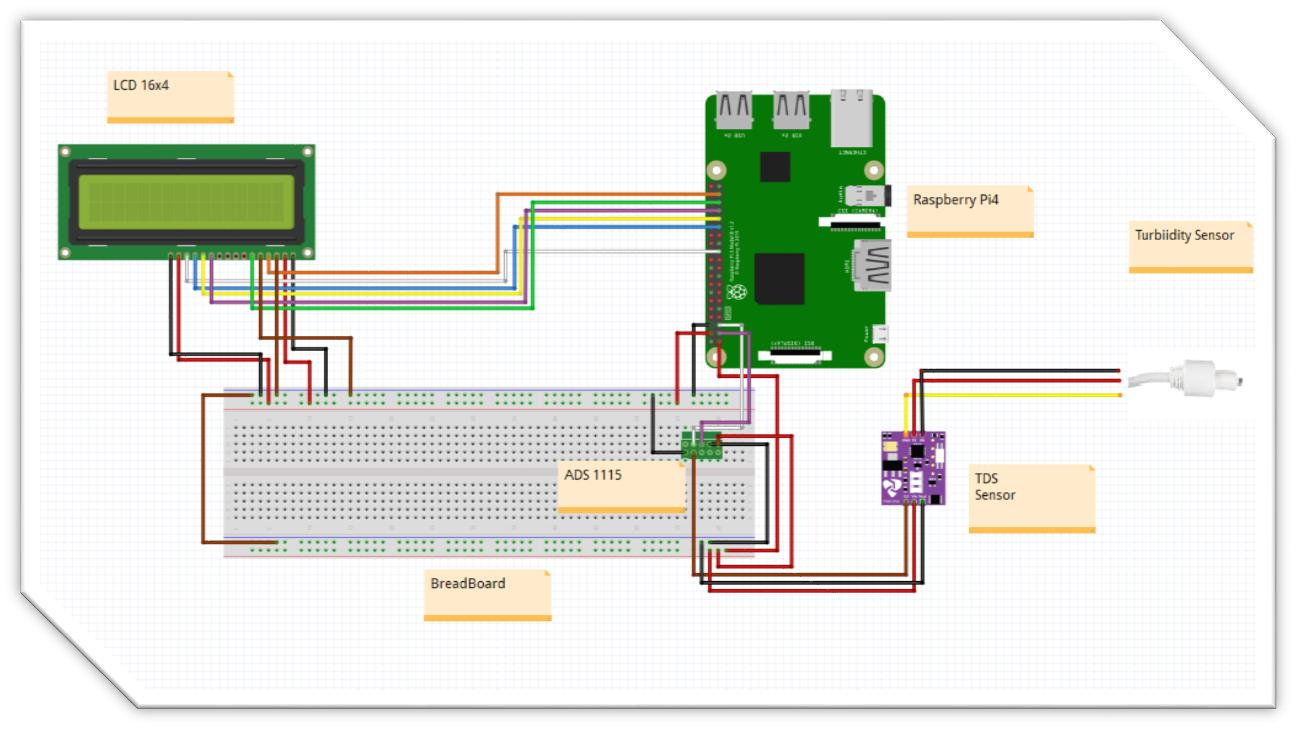 LCD 16x4
Raspberry Pi4
Turbiidity Sensor
ADS 1115
TDS
Sensor
BreadBoard